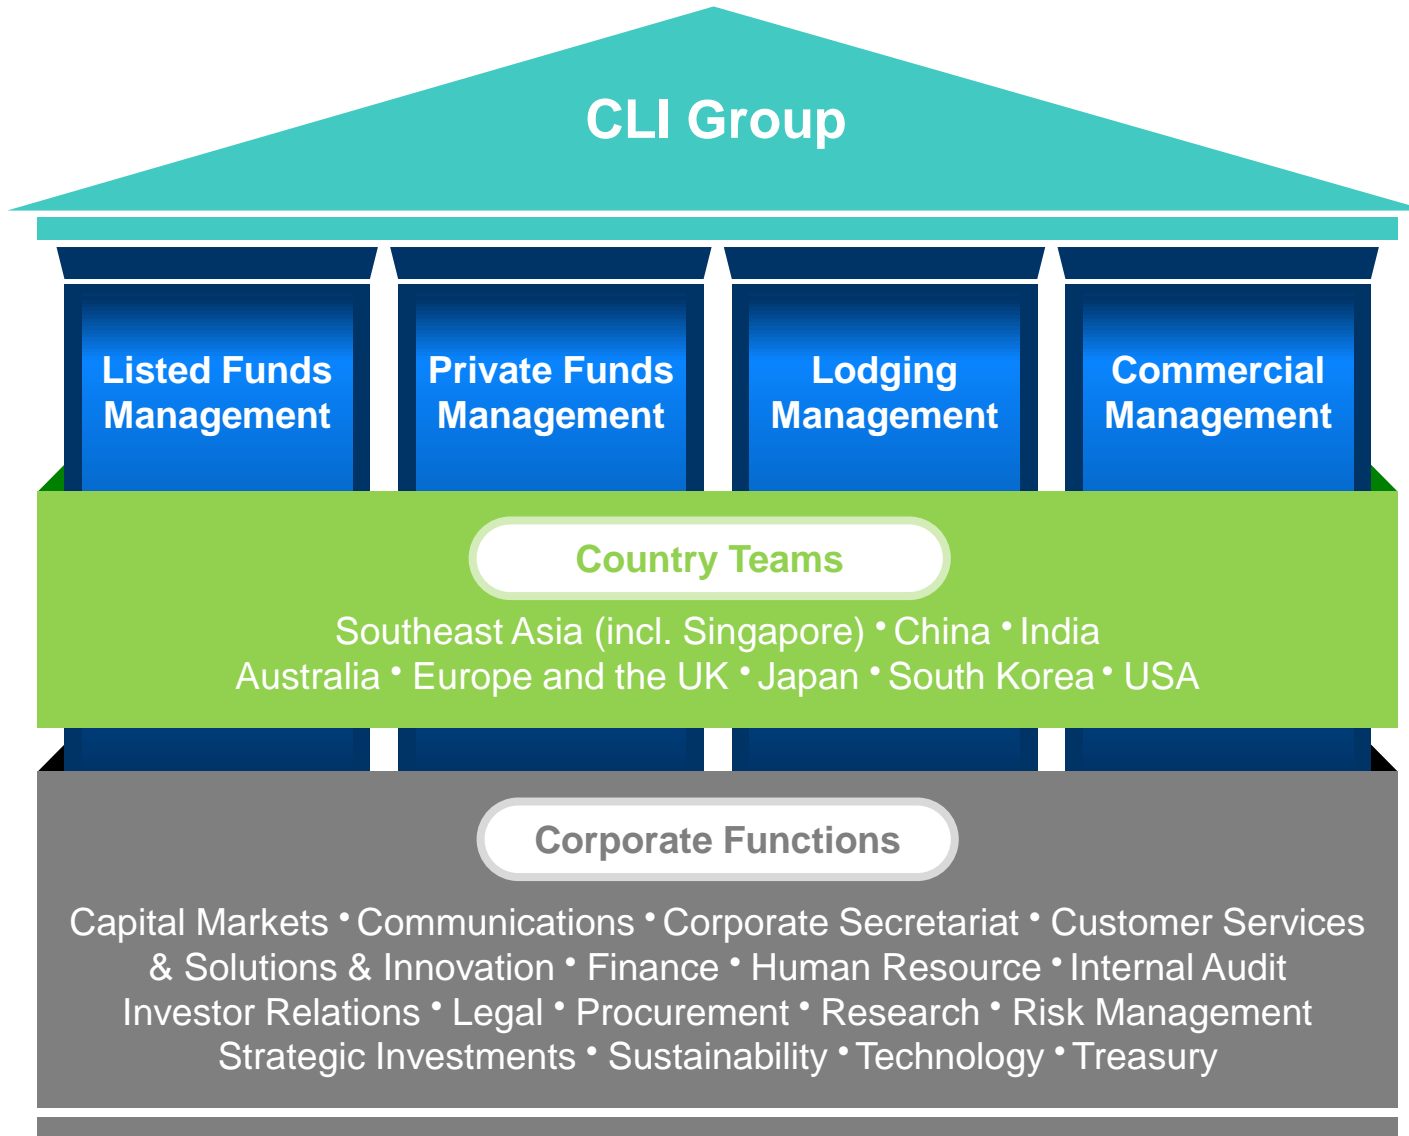 CLI Group
Listed Funds
Management
Private Funds
Management
Lodging
Management
Commercial
Management
Country Teams
Southeast Asia (incl. Singapore) • China • India
Australia • Europe and the UK • Japan • South Korea • USA
Corporate Functions
Capital Markets • Communications • Corporate Secretariat • Customer Services
& Solutions & Innovation • Finance • Human Resource • Internal Audit
Investor Relations • Legal • Procurement • Research • Risk Management
Strategic Investments • Sustainability • Technology • Treasury